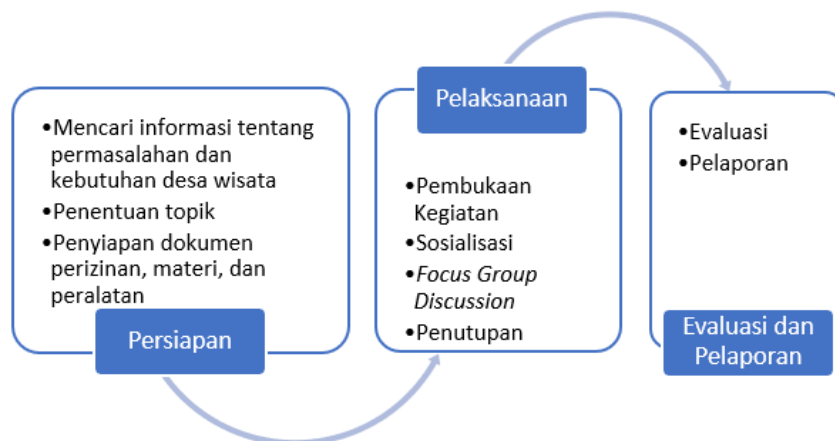 •Mencari informasi tentang
permasalahan dan
kebutuhan desa wisata
•Penentuan topik
•Penyiapan dokumen
perizinan, materi, dan
peralatan
Persiapan
Pelaksanaan
•Pembukaan
Kegiatan
•Sosialisasi
•Focus Group
Discussion
•Penutupan
•Evaluasi
•Pelaporan
Evaluasi dan
Pelaporan